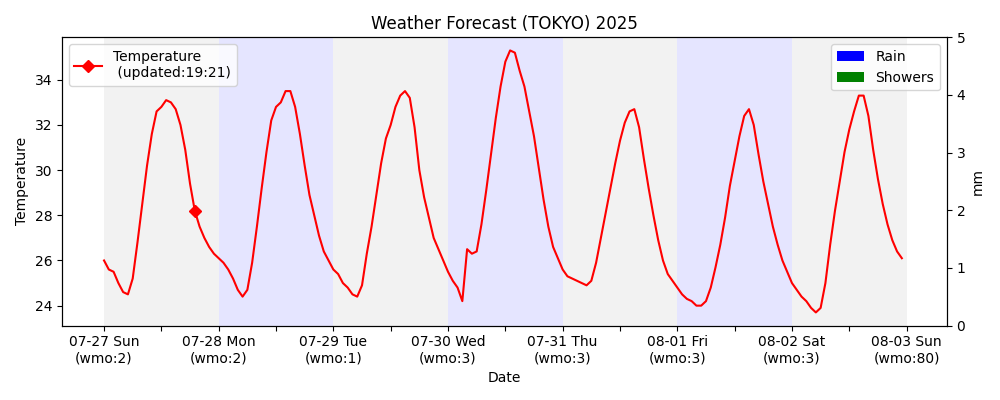 Weather Forecast (TOKYO) 2025
Temperature
(updated:19:21)
Rain
Showers
Temperature
34
32
30
28
26
24
5
4
3
2
1
0
mm
07-27 Sun 07-28 Mon 07-29 Tue 07-30 Wed 07-31 Thu 08-01 Fri 08-02 Sat 08-03 Sun
(wmo:2) (wmo:2) (wmo:1) (wmo:3) (wmo:3) (wmo:3) (wmo:3) (wmo:80)
Date